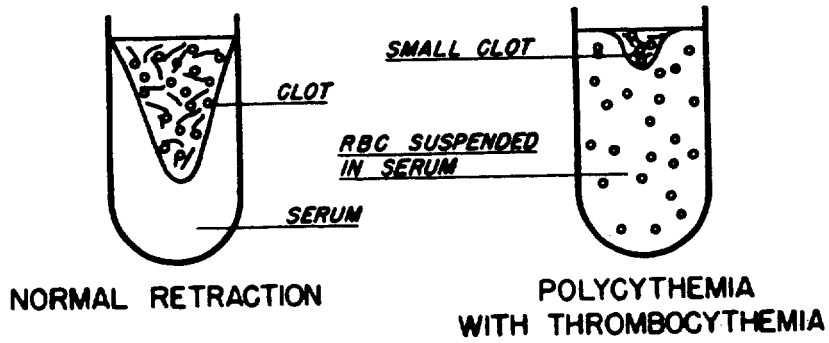 CLOT
SERUM
NORMAL RETRACTION
SMALL CLOT
RBC SUSPENDED
IN SERUM
POLYCYTHEMIA
WITH THROMBOCYTHEMIA